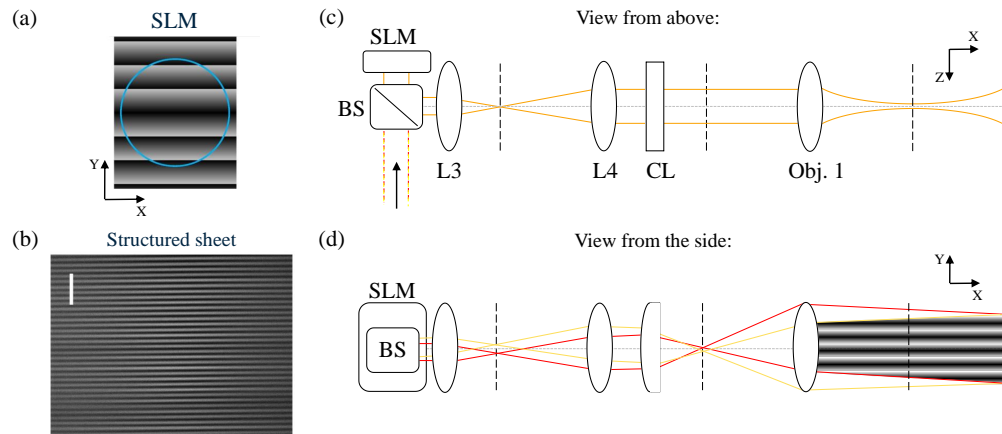 (a)
SLM
Y
X
(b)
Structured sheet
(c)
View from above:
SLM
BS
L3
L4
CL
Obj. 1
X
Z
(d)
View from the side:
SLM
BS
Y
X